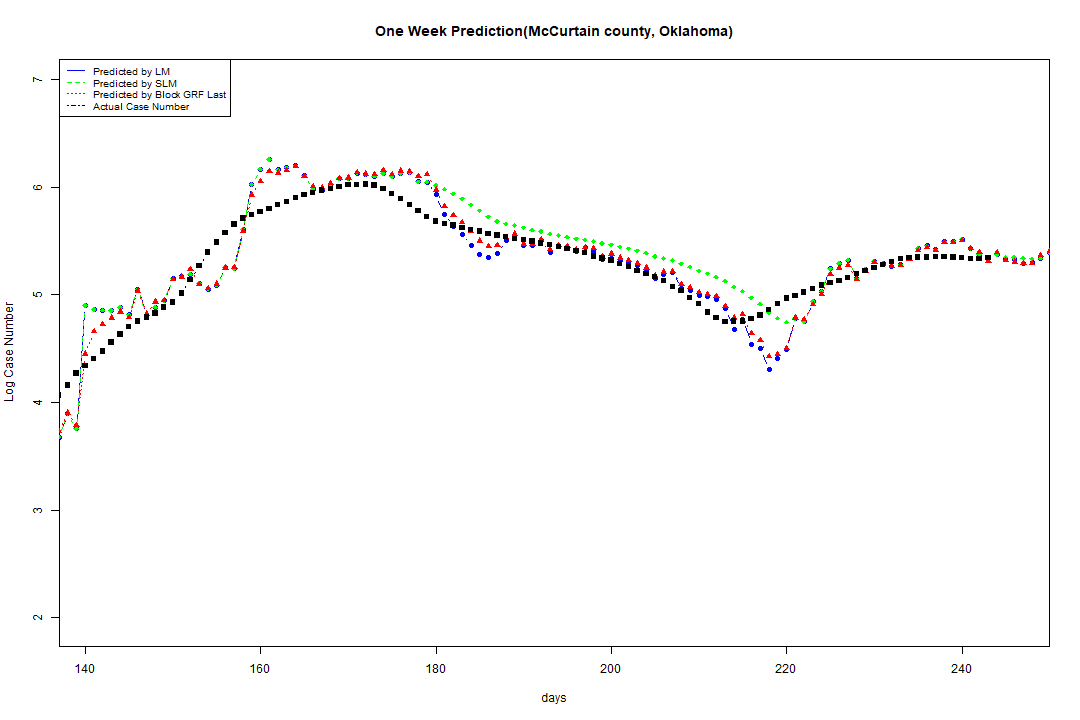 One Week Prediction(McCurtain county, Oklahoma)
Predicted by LM
Predicted by SLM
Predicted by Block GRF Last
Actual Case Number
7
6
5
4
3
2
Log Case Number
140 160 180 200 220 240
days